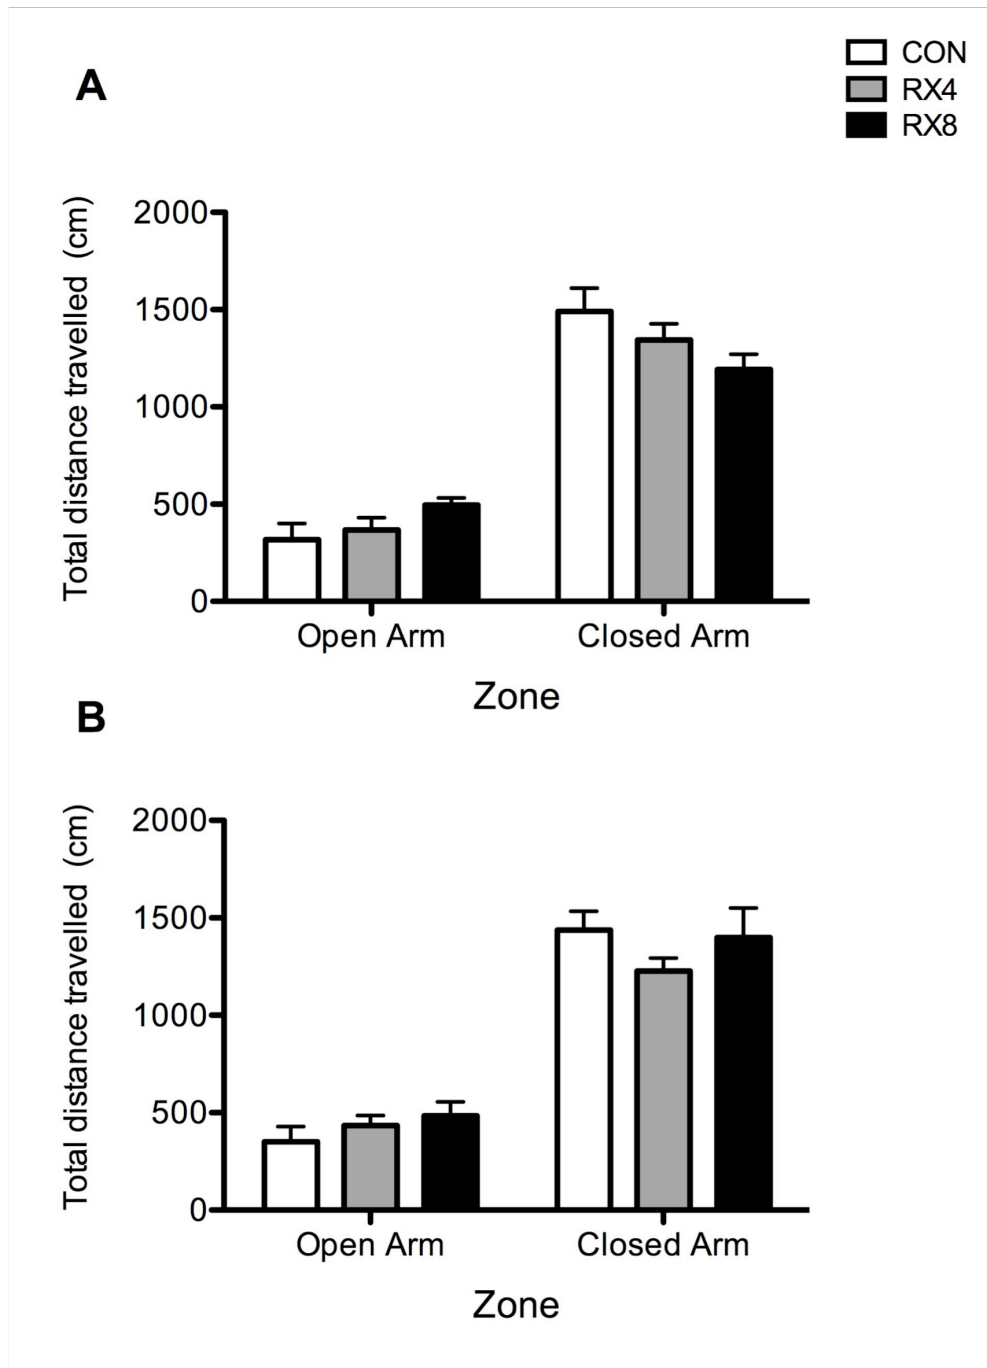 A
CON
RX4
RX8
Total distance travelled (cm)
2000
1500
1000
500
0
Open Arm
Closed Arm
Zone
B
Total distance travelled (cm)
2000
1500
1000
500
0
Open Arm
Closed Arm
Zone